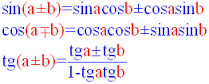 sin(a±b)=sinacosb±cosasinb
cos(a∓b)=cosacosb±sinasinb
tg(a±b)=tga±tgb/1-tgatgb